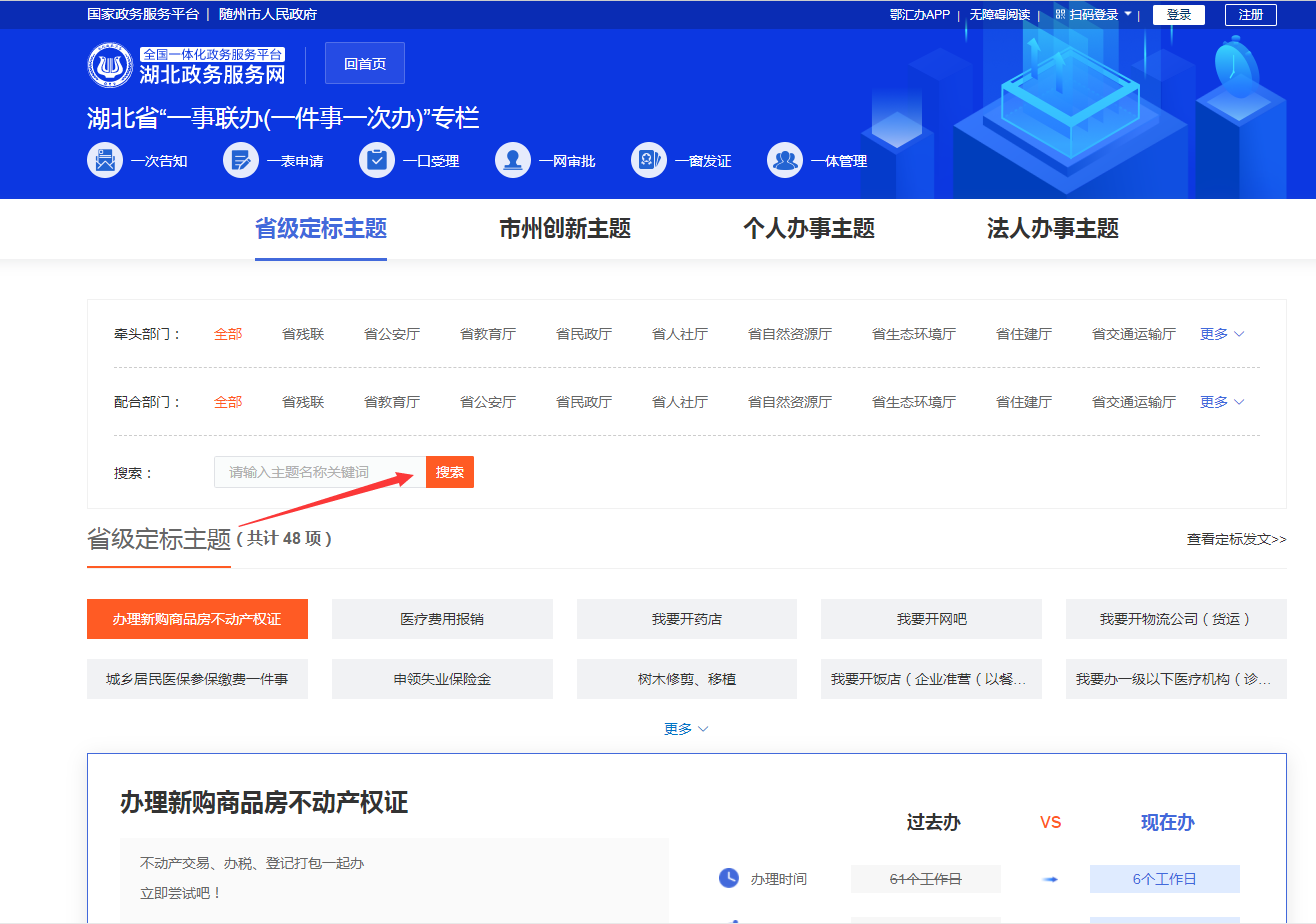 国家政务服务平台 | 随州市人民政府 鄂汇办APP | 无障碍阅读 | 扫码登录 | 登录 注册
全国一体化政务服务平台
湖北政务服务网
回首页
湖北省“一事联办(一件事一次办)”专栏
一次告知 一表申请 一口受理 一网审批 一窗发证 一体管理
省级定标主题 市州创新主题 个人办事主题 法人办事主题
牵头部门： 全部 省残联 省公安厅 省教育厅 省民政厅 省人社厅 省自然资源厅 省生态环境厅 省住建厅 省交通运输厅 更多
配合部门： 全部 省残联 省教育厅 省公安厅 省民政厅 省人社厅 省自然资源厅 省生态环境厅 省住建厅 省交通运输厅 更多
搜索： 请输入主题名称关键词 搜索
省级定标主题 ( 共计 48 项 ) 查看定标发文>>
办理新购商品房不动产权证 医疗费用报销 我要开药店 我要开网吧 我要开物流公司（货运）
城乡居民医保参保缴费一件事 申领失业保险金 树木修剪、移植 我要开饭店（企业准营（以餐... 我要办一级以下医疗机构（诊...
更多
办理新购商品房不动产权证
过去办 VS 现在办
不动产交易、办税、登记打包一起办
办理时间 61个工作日 6个工作日
立即尝试吧！